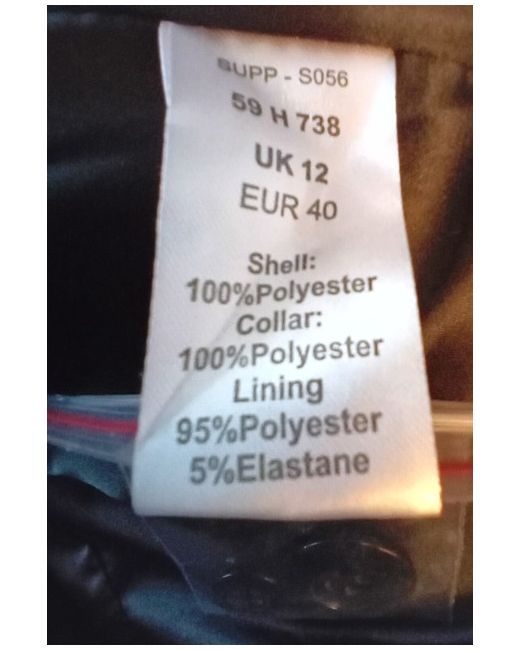 SUPP - S056
59 H 738
UK 12
EUR 40
Shell:
100%Polyester
Collar:
100%Polyester
Lining
95%Polyester
5%Elastane